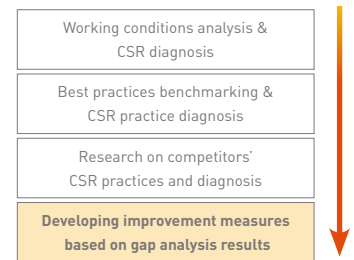 Working conditions analysis &
CSR diagnosis
Best practices benchmarking &
CSR practice diagnosis
Research on competitors’
CSR practices and diagnosis
Developing improvement measures
based on gap analysis results